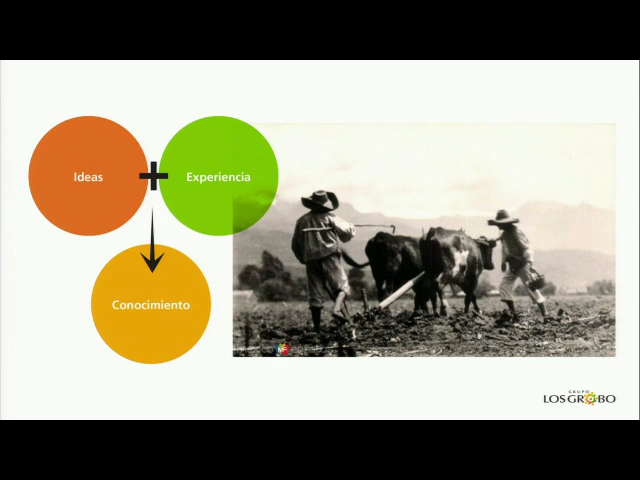 Ideas
+
Experiencia
Conocimiento
GRUPO
LOS GROBO